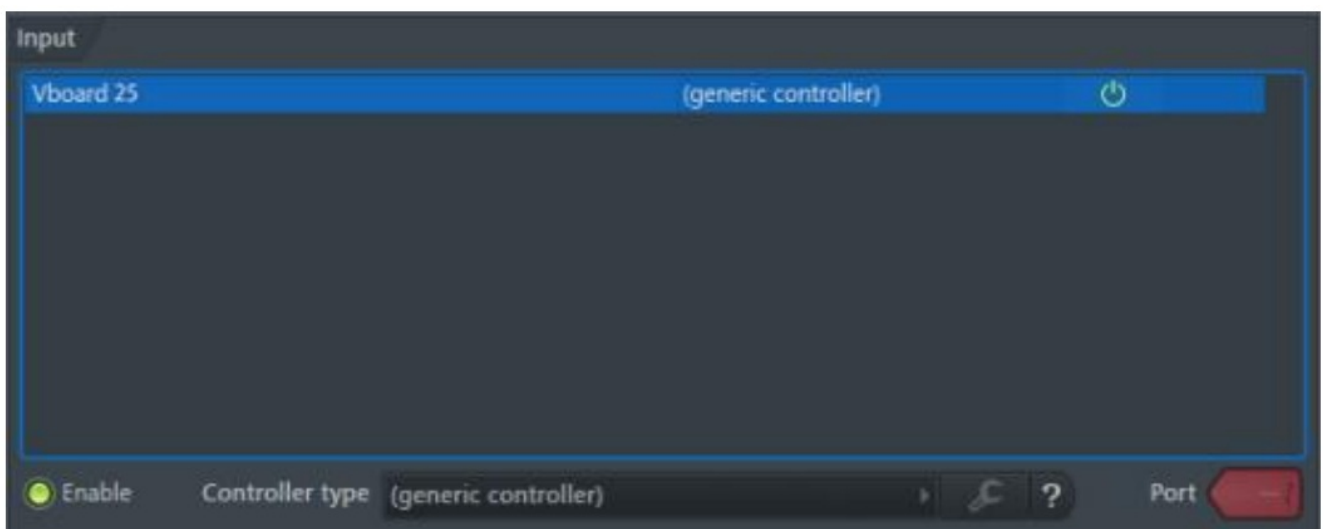 Input
Vboard 25 (generic controller)
Enable Controller type (generic controller) ? Port